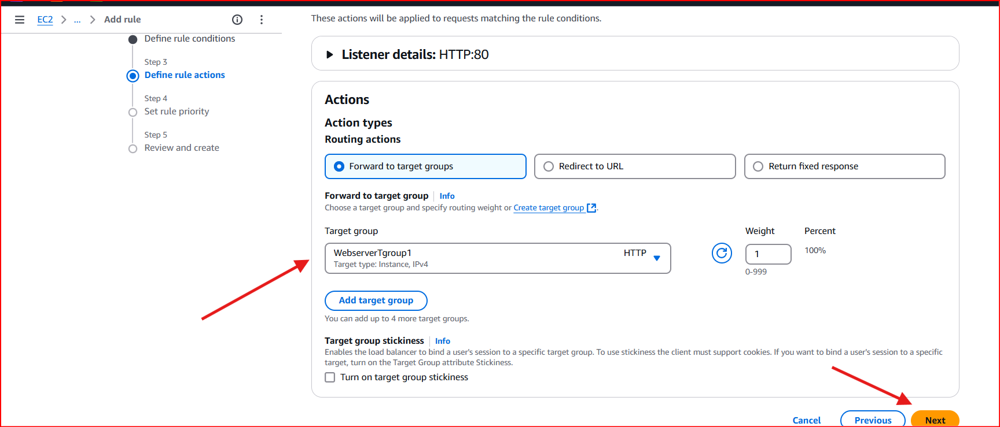 EC2 ... Add rule
Define rule conditions
Step 3
Define rule actions
Step 4
Set rule priority
Step 5
Review and create
These actions will be applied to requests matching the rule conditions.
Listener details: HTTP:80
Actions
Action types
Routing actions
Forward to target groups Redirect to URL Return fixed response
Forward to target group Info
Choose a target group and specify routing weight or Create target group .
Target group Weight Percent
WebserverTgroup1 HTTP 1 100%
Target type: Instance, IPv4
0-999
Add target group
You can add up to 4 more target groups.
Target group stickiness Info
Enables the load balancer to bind a user's session to a specific target group. To use stickiness the client must support cookies. If you want to bind a user's session to a specific
target, turn on the Target Group attribute Stickiness.
Turn on target group stickiness
Cancel Previous Next